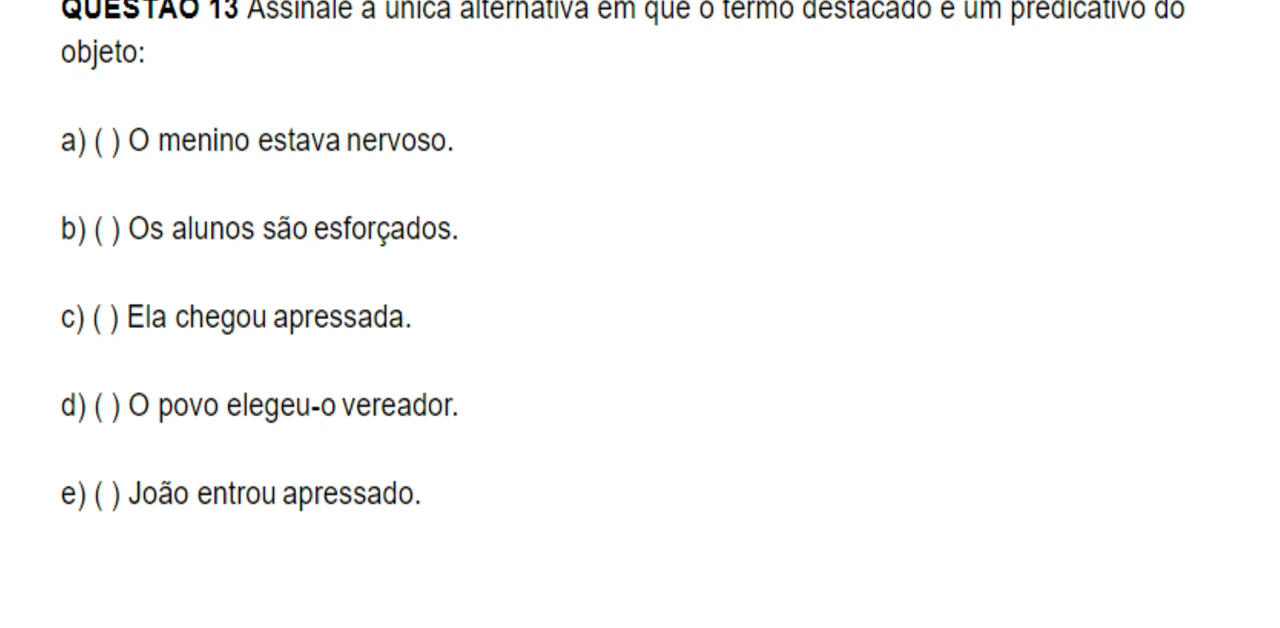 QUESTÃO 13 Assinale a única alternativa em que o termo destacado é um predicativo do
objeto:
a) ( ) O menino estava nervoso.
b) ( ) Os alunos são esforçados.
c) ( ) Ela chegou apressada.
d) ( ) O povo elegeu-o vereador.
e) ( ) João entrou apressado.